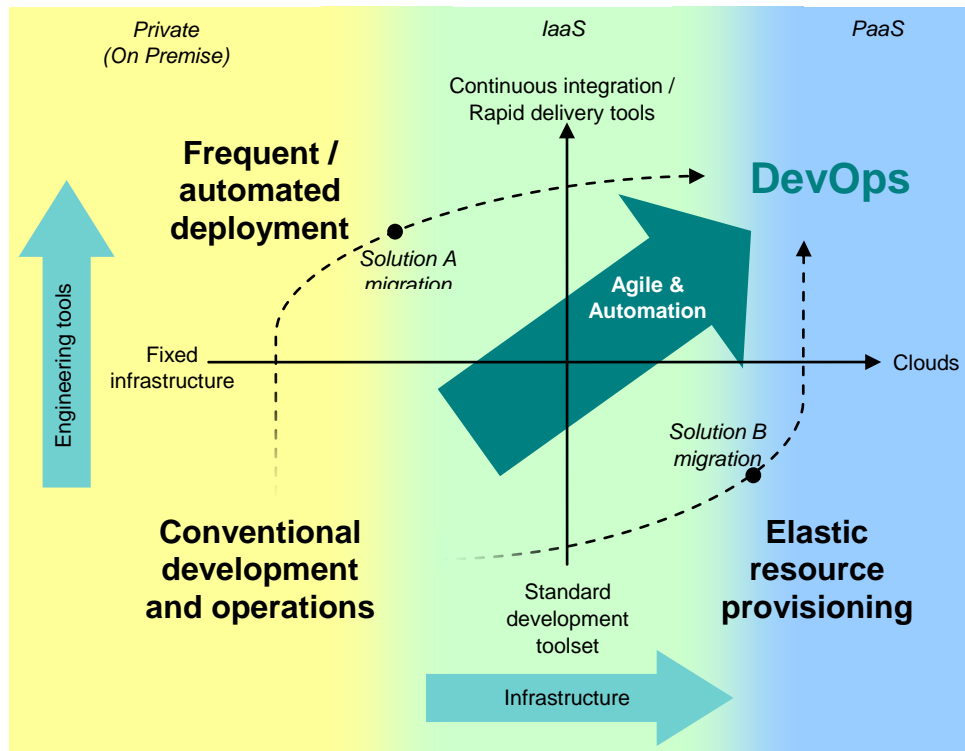 Private
(On Premise)
IaaS
PaaS
Continuous integration /
Rapid delivery tools
Frequent /
automated
deployment
DevOps
Solution A
migration
Agile &
Automation
Engineering tools
Fixed
infrastructure
Clouds
Solution B
migration
Conventional
development
and operations
Elastic
resource
provisioning
Standard
development
toolset
Infrastructure